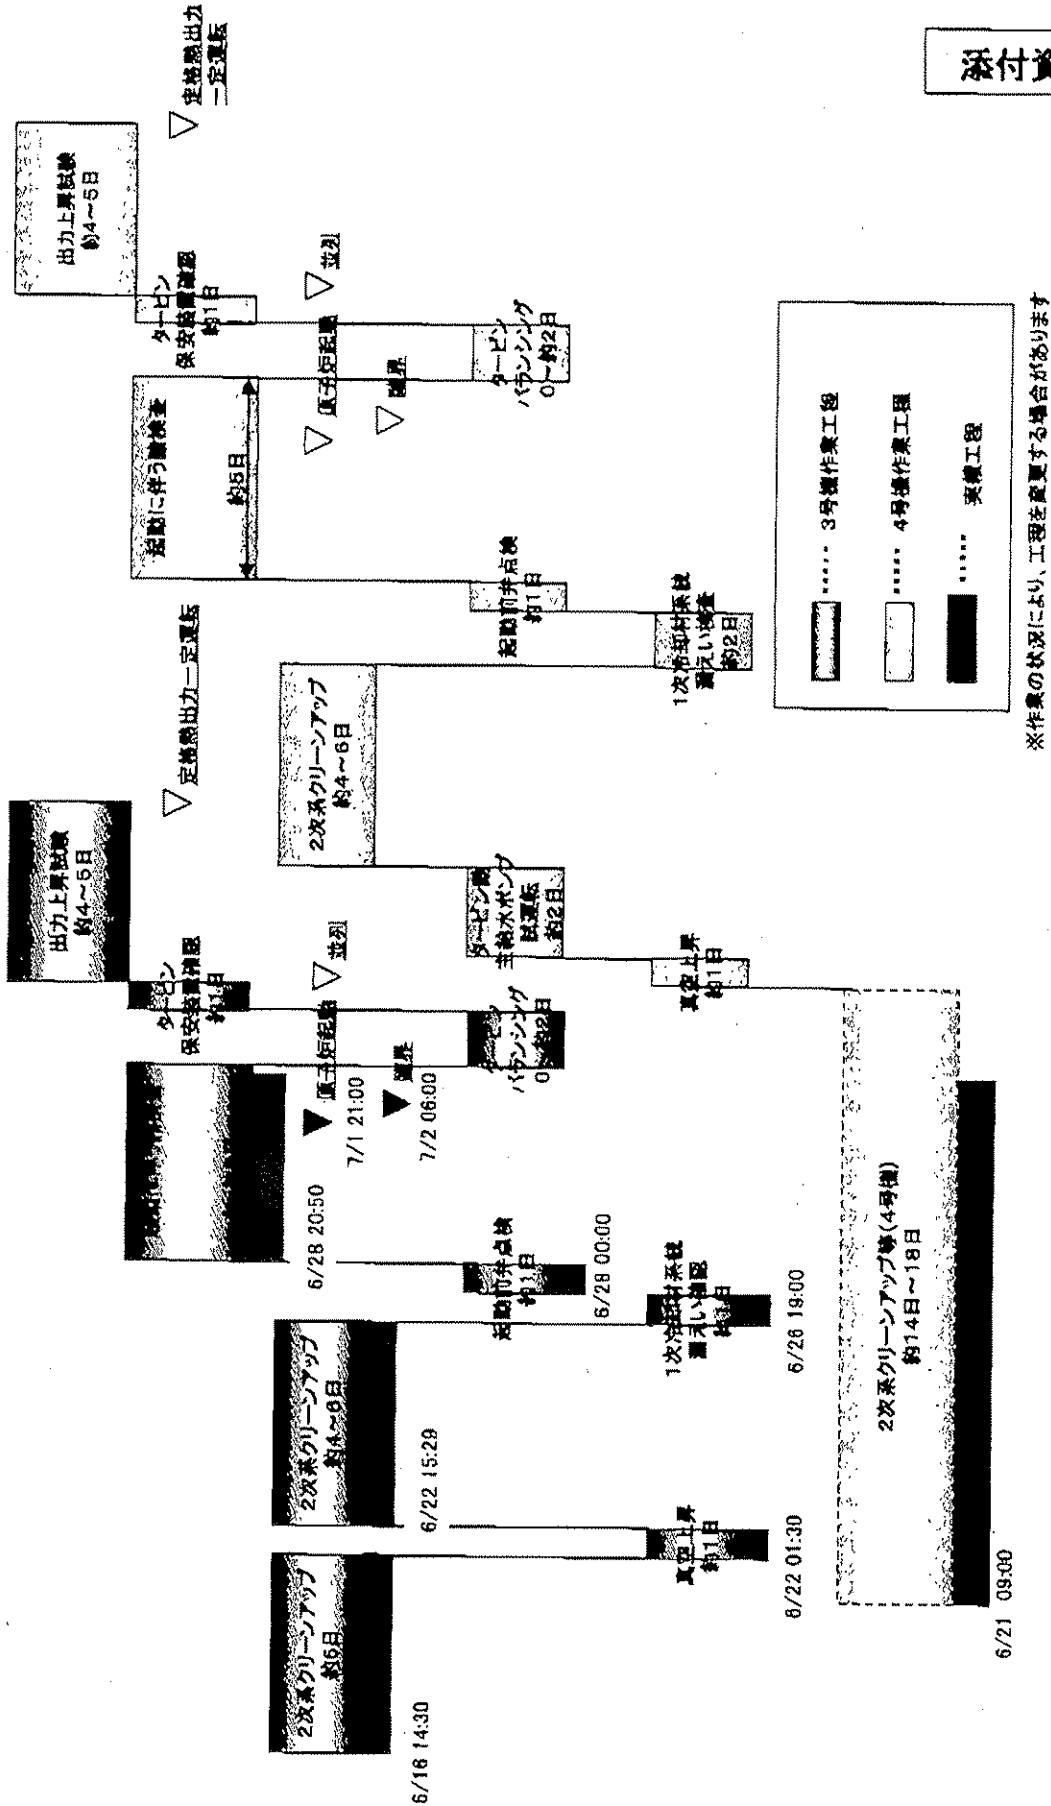 添付資
出力上昇試験
約4~5日
定格熱出力一定運転
タービン
保安装置確認
約1日
原子炉起動
7/1 21:00
並列
臨界
7/2 06:00
タービン
バランシング
0~約2日
6/28 20:50
起動前弁点検
約1日
6/28 00:00
2次系クリーンアップ
約6日
6/16 14:30
2次系クリーンアップ
約4~6日
6/22 15:29
真空上昇
約1日
6/22 01:30
1次冷却材系統
漏えい確認
約1日
6/26 19:00
2次系クリーンアップ等(4号機)
約14日~18日
6/21 09:00
真空上昇
約1日
タービン動
主給水ポンプ
試運転
約2日
2次系クリーンアップ
約4~6日
1次冷却材系統
漏えい検査
約2日
起動前弁点検
約1日
起動に伴う諸検査
約5日
原子炉起動
臨界
並列
タービン
バランシング
0~約2日
タービン
保安装置確認
約1日
出力上昇試験
約4~5日
定格熱出力
一定運転
····· 3号機作業工程
····· 4号機作業工程
····· 実績工程
※作業の状況により、工程を変更する場合があります